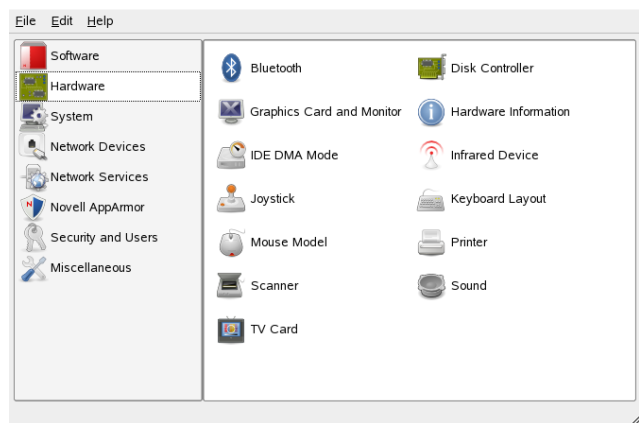 File Edit Help
Software
Hardware
System
Network Devices
Network Services
Novell AppArmor
Security and Users
Miscellaneous
Bluetooth
Disk Controller
Graphics Card and Monitor
Hardware Information
IDE DMA Mode
Infrared Device
Joystick
Keyboard Layout
Mouse Model
Printer
Scanner
Sound
TV Card